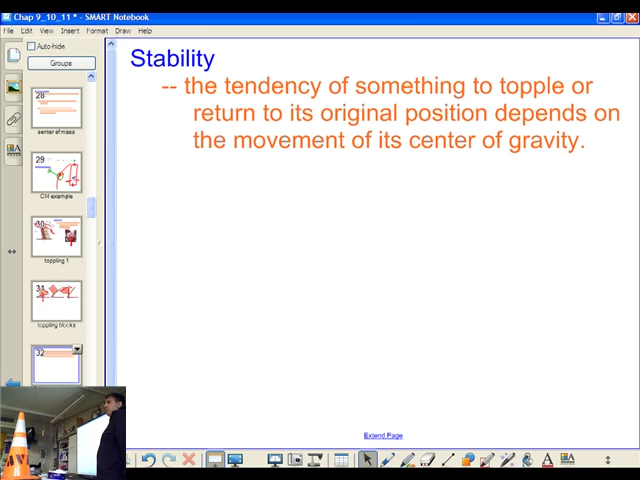 Chap 9_10_11 * - SMART Notebook
File Edit View Insert Format Draw Help
Auto-hide
Groups
28
center of mass
29
CM example
30
toppling 1
31
toppling blocks
32
Stability
-- the tendency of something to topple or
return to its original position depends on
the movement of its center of gravity.
Extend Page